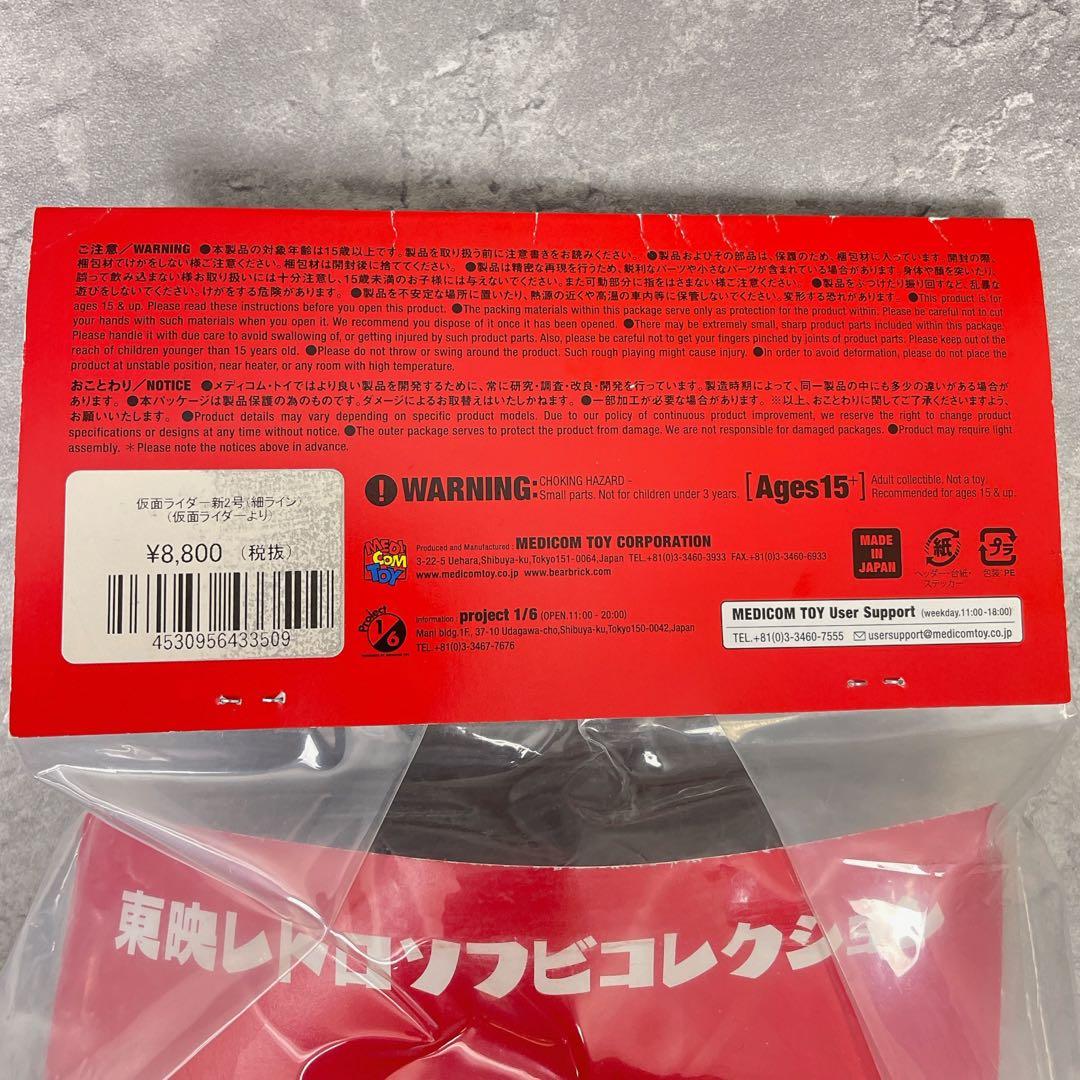 ご注意／WARNING ●本製品の対象年齢は15歳以上です。製品を取り扱う前に注意書きをお読みください。 ●製品およびその部品は、保護のため、梱包材に入っています。開封の際、
梱包材でけがをしない様ご注意ください。梱包材は開封後に捨ててください。 ●製品は精密な再現を行うため、鋭利なパーツや小さなパーツが含まれている場合があります。身体や顔を突いたり、
誤って飲み込まない様お取り扱いには十分注意し、15歳未満のお子様には与えないでください。また可動部分に指をはさまない様ご注意ください。 ●製品をぶつけたり振り回すなど、乱暴な
遊びをしないでください。けがをする危険があります。 ●製品を不安定な場所に置いたり、熱源の近くや高温の車内等に保管しないでください。変形する恐れがあります。 ●This product is for
ages 15 & up. Please read these instructions before you open this product. ●The packing materials within this package serve only as protection for the product within. Please be careful not to cut
your hands with such materials when you open it. We recommend you dispose of it once it has been opened. ●There may be extremely small, sharp product parts included within this package.
Please handle it with due care to avoid swallowing of, or getting injured by such product parts. Also, please be careful to not get your fingers pinched by joints of product parts. Please keep out of the
reach of children younger than 15 years old. ●Please do not throw or swing around the product. Such rough playing might cause injury. ●In order to avoid deformation, please do not place the
product at unstable position, near heater, or any room with high temperature.
おことわり／NOTICE ●メディコム・トイではより良い製品を開発するために、常に研究・調査・改良・開発を行っています。製造時期によって、同一製品の中にも多少の違いがある場合が
あります。 ●本パッケージは製品保護の為のものです。ダメージによるお取替えはいたしかねます。 ●一部加工が必要な場合があります。 ※以上、おことわりに関してご了承くださいますよう、
お願いいたします。 ●Product details may vary depending on specific product models. Due to our policy of continuous product improvement, we reserve the right to change product
specifications or designs at any time without notice. ●The outer package serves to protect the product from damage. We are not responsible for damaged packages. ●Product may require light
assembly. ＊Please note the notices above in advance.
仮面ライダー新2号（細ライン）
（仮面ライダーより）
¥8,800 （税抜）
4530956433509
WARNING: CHOKING HAZARD –
Small parts. Not for children under 3 years.
[Ages15+] Adult collectible. Not a toy.
Recommended for ages 15 & up.
MEDI
COM
TOY
Produced and Manufactured : MEDICOM TOY CORPORATION
3-22-5 Uehara,Shibuya-ku,Tokyo151-0064,Japan TEL.+81(0)3-3460-3933 FAX.+81(0)3-3460-6933
www.medicomtoy.co.jp www.bearbrick.com
MADE
IN
JAPAN
紙
ヘッダー・台紙・
ステッカー
プラ
包装:PE
Project
1/6
Information : project 1/6 (OPEN.11:00 - 20:00)
Mani bldg.1F., 37-10 Udagawa-cho,Shibuya-ku,Tokyo150-0042,Japan
TEL.+81(0)3-3467-7676
MEDICOM TOY User Support (weekday.11:00-18:00)
TEL.+81(0)3-3460-7555 usersupport@medicomtoy.co.jp
東映レトロソフビコレクション